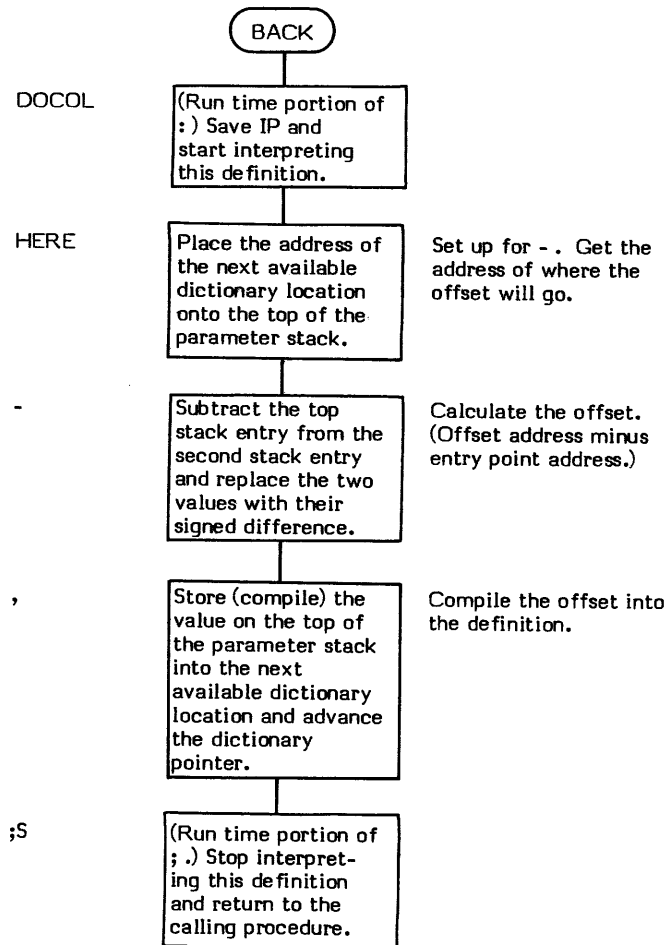 BACK
DOCOL
(Run time portion of
: ) Save IP and
start interpreting
this definition.
HERE
Place the address of
the next available
dictionary location
onto the top of the
parameter stack.
Set up for - . Get the
address of where the
offset will go.
-
Subtract the top
stack entry from the
second stack entry
and replace the two
values with their
signed difference.
Calculate the offset.
(Offset address minus
entry point address.)
,
Store (compile) the
value on the top of
the parameter stack
into the next
available dictionary
location and advance
the dictionary
pointer.
Compile the offset into
the definition.
;S
(Run time portion of
; .) Stop interpret-
ing this definition
and return to the
calling procedure.